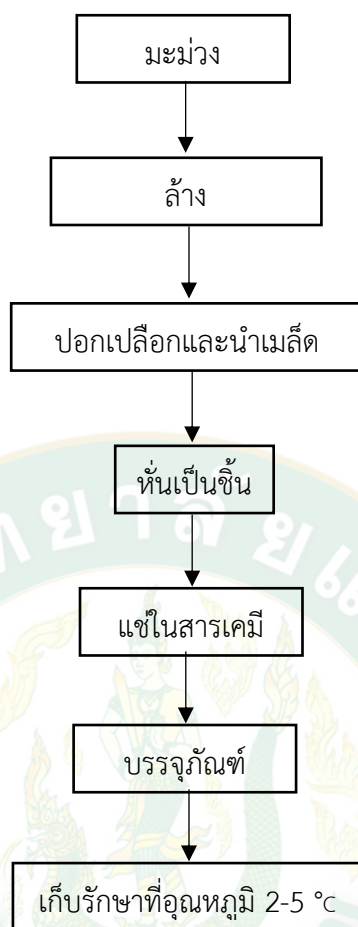 มะม่วง
ล้าง
ปอกเปลือกและนำเมล็ด
หั่นเป็นชิ้น
แช่ในสารเคมี
บรรจุภัณฑ์
เก็บรักษาที่อุณหภูมิ 2-5 °c